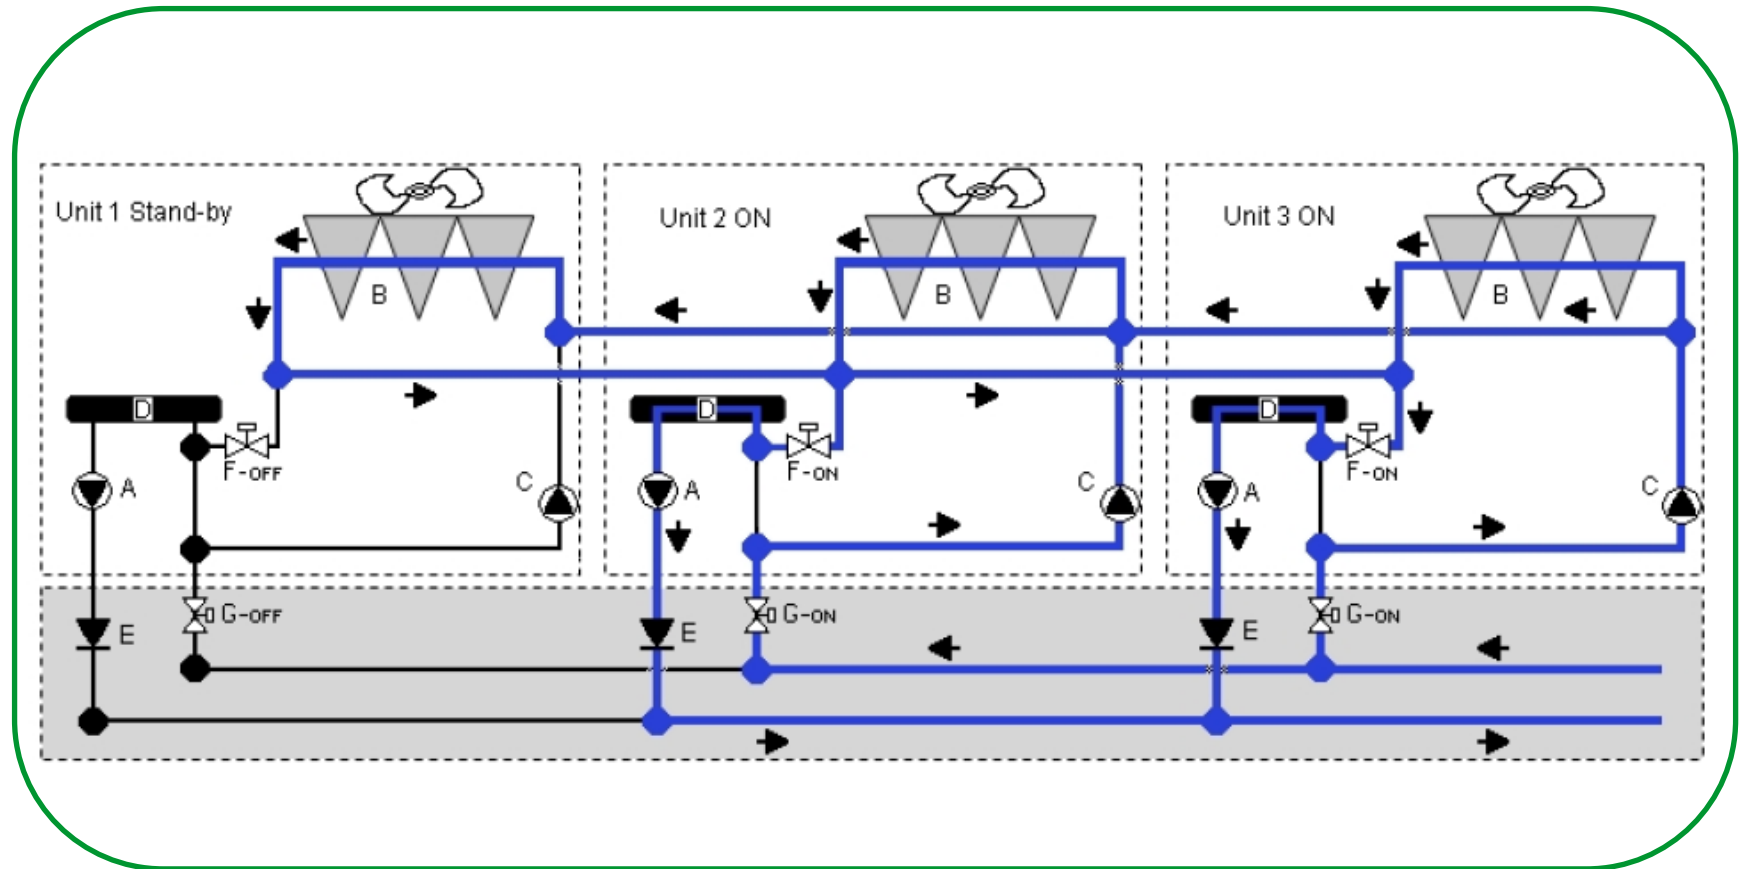 Unit 1 Stand-by
Unit 2 ON
Unit 3 ON
B
B
B
D
D
D
F-OFF
F-ON
F-ON
A
C
A
C
A
C
G-OFF
G-ON
G-ON
E
E
E